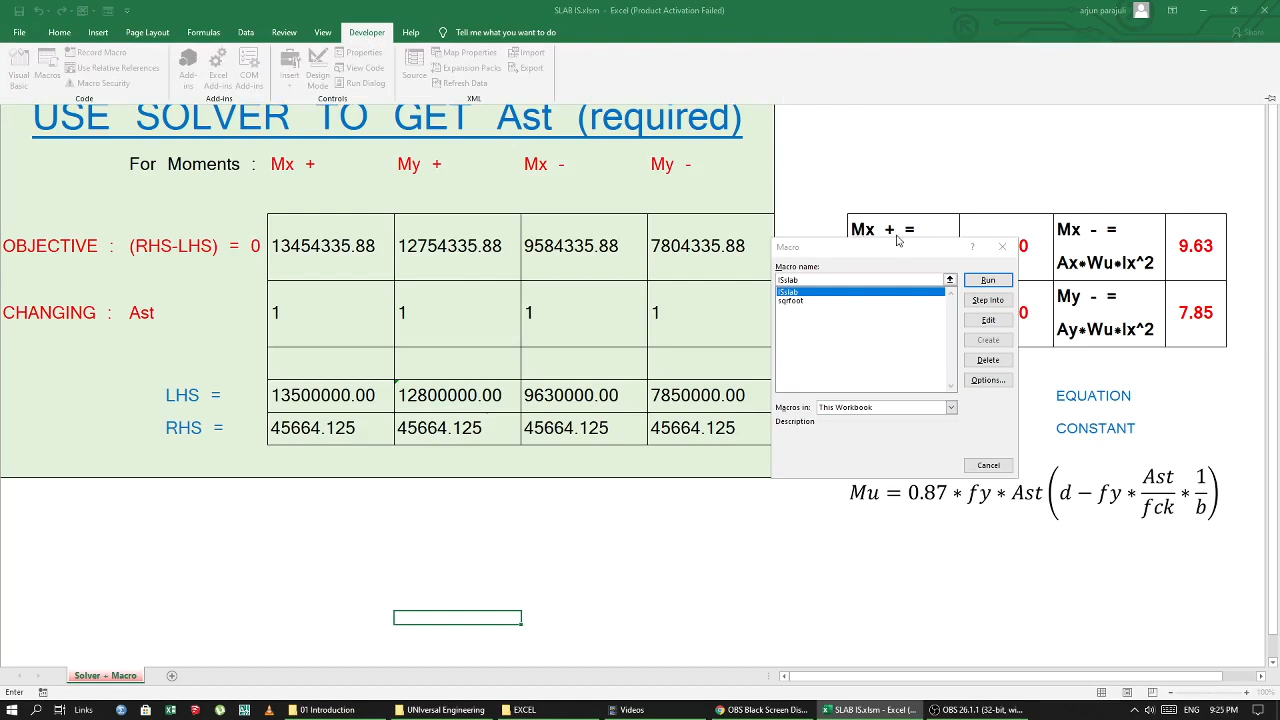 SLAB IS.xlsm - Excel (Product Activation Failed)
arjun parajuli
File Home Insert Page Layout Formulas Data Review View Developer Help Tell me what you want to do Share
Visual Basic
Macros
Record Macro
Use Relative References
Macro Security
Code
Add-ins
Excel Add-ins
COM Add-ins
Add-ins
Insert
Design Mode
Properties
View Code
Run Dialog
Controls
Source
Map Properties
Expansion Packs
Refresh Data
Import
Export
XML
USE SOLVER TO GET Ast (required)
For Moments : Mx + My + Mx - My -
OBJECTIVE : (RHS-LHS) = 0 13454335.88 12754335.88 9584335.88 7804335.88
CHANGING : Ast 1 1 1 1
LHS = 13500000.00 12800000.00 9630000.00 7850000.00
RHS = 45664.125 45664.125 45664.125 45664.125
Mx + =
0
Mx - =
Ax*Wu*lx^2
9.63
0
My - =
Ay*Wu*lx^2
7.85
Macro
?
Macro name:
ISslab
Run
ISslab
sqrfoot
Step Into
Edit
Create
Delete
Options...
Macros in: This Workbook
Description
Cancel
EQUATION
CONSTANT
Mu = 0.87 * fy * Ast (d − fy * Ast/fck * 1/b)
Solver + Macro
Enter
100%
Links
01 Introduction
UNIversal Engineering
EXCEL
Videos
OBS Black Screen Dis...
SLAB IS.xlsm - Excel (...
OBS 26.1.1 (32-bit, wi...
ENG
9:25 PM